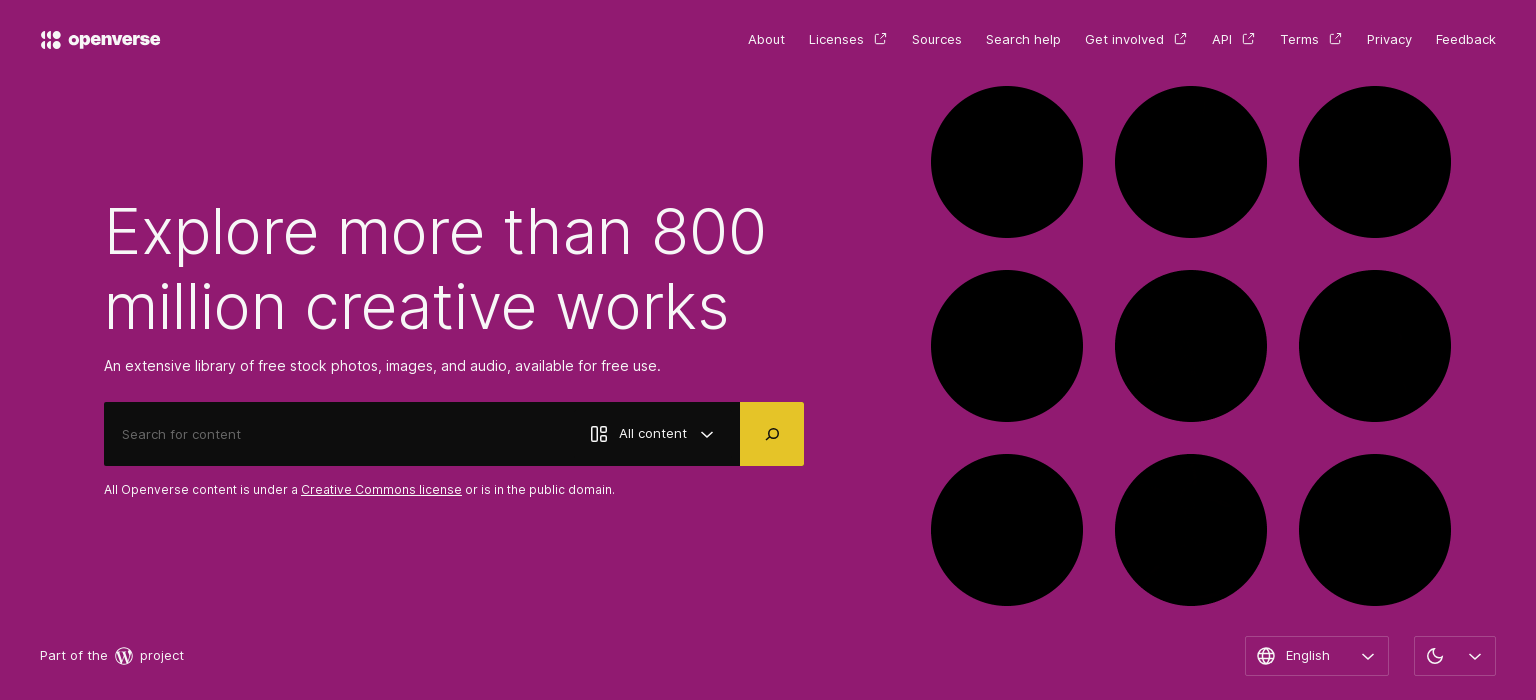 openverse
About Licenses Sources Search help Get involved API Terms Privacy Feedback
Explore more than 800
million creative works
An extensive library of free stock photos, images, and audio, available for free use.
Search for content All content
All Openverse content is under a Creative Commons license or is in the public domain.
Part of the project
English